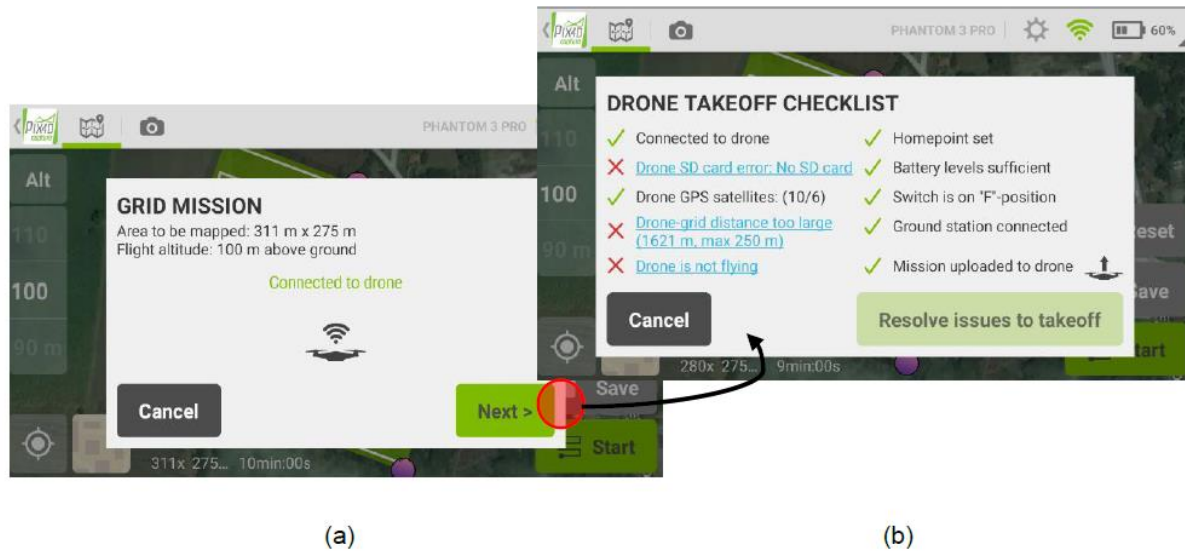 PiX4D
capture
PHANTOM 3 PRO
Alt
110
100
90 m
GRID MISSION
Area to be mapped: 311 m x 275 m
Flight altitude: 100 m above ground
Connected to drone
Cancel
Next >
Save
Start
311x 275... 10min:00s
PiX4D
capture
PHANTOM 3 PRO
60%
Alt
110
100
90 m
DRONE TAKEOFF CHECKLIST
Connected to drone
Drone SD card error: No SD card
Drone GPS satellites: (10/6)
Drone-grid distance too large
(1621 m, max 250 m)
Drone is not flying
Homepoint set
Battery levels sufficient
Switch is on "F"-position
Ground station connected
Mission uploaded to drone
Cancel
Resolve issues to takeoff
eset
ave
tart
280x 275... 9min:00s
(a)
(b)